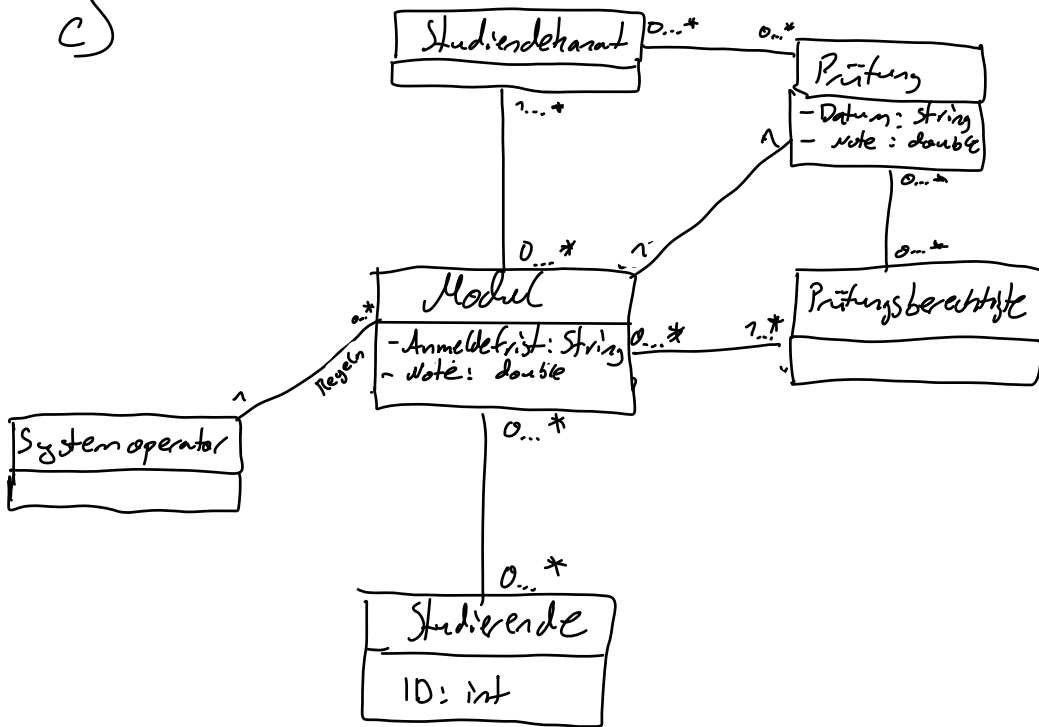 c)
Studiendekanat
0...*
0...*
Prüfung
- Datum: String
- Note: double
1...*
1
0...*
0...*
1
0...*
Modul
- Anmeldefrist: String
- Note: double
0...*
1...*
Prüfungsberechtigte
0...*
Regeln
1
Systemoperator
0...*
0...*
Studierende
ID: int